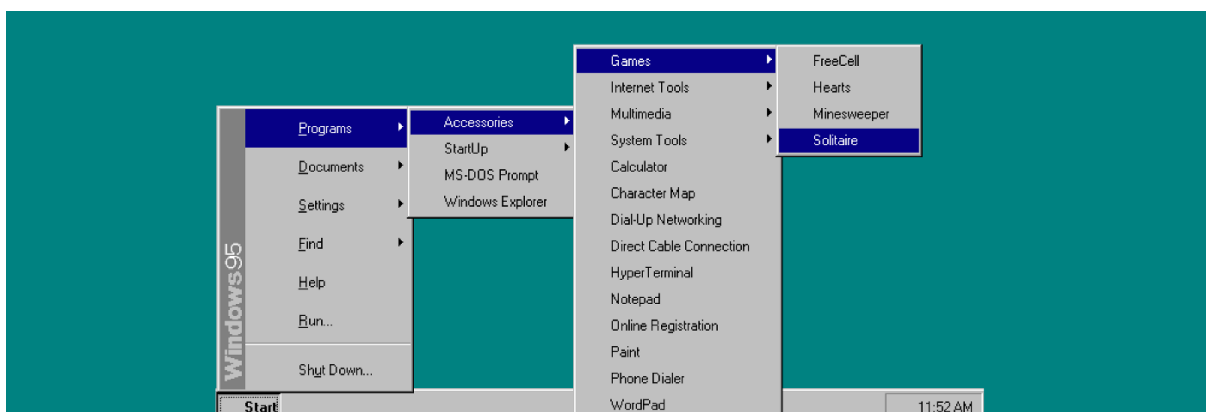 Windows95
Programs
Documents
Settings
Find
Help
Run...
Shut Down...
Accessories
StartUp
MS-DOS Prompt
Windows Explorer
Games
Internet Tools
Multimedia
System Tools
Calculator
Character Map
Dial-Up Networking
Direct Cable Connection
HyperTerminal
Notepad
Online Registration
Paint
Phone Dialer
WordPad
FreeCell
Hearts
Minesweeper
Solitaire
Start
11:52 AM